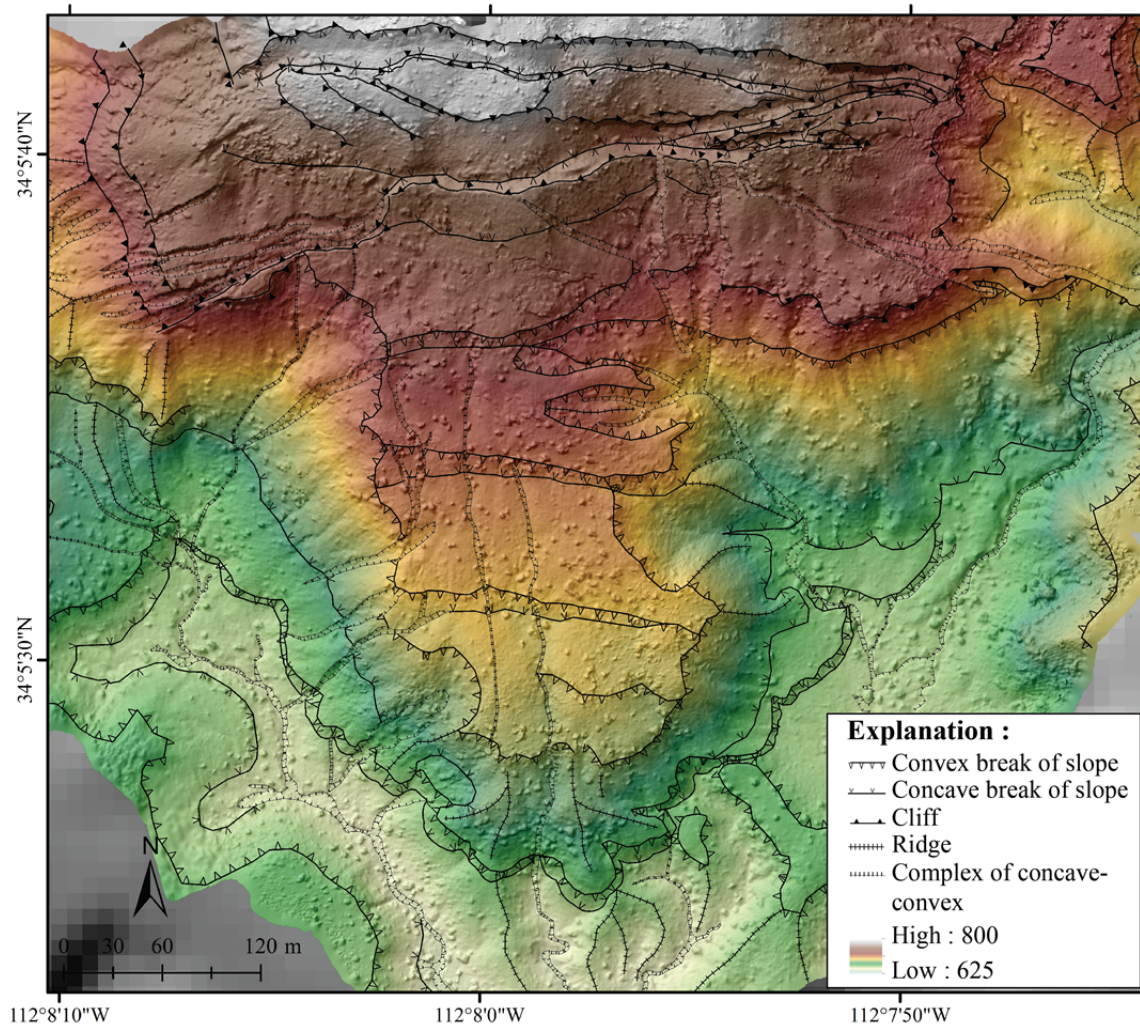 34°5'40"N
34°5'30"N
Explanation :
Convex break of slope
Concave break of slope
Cliff
Ridge
Complex of concave-
convex
High : 800
Low : 625
N
0 30 60 120 m
112°8'10"W 112°8'0"W 112°7'50"W